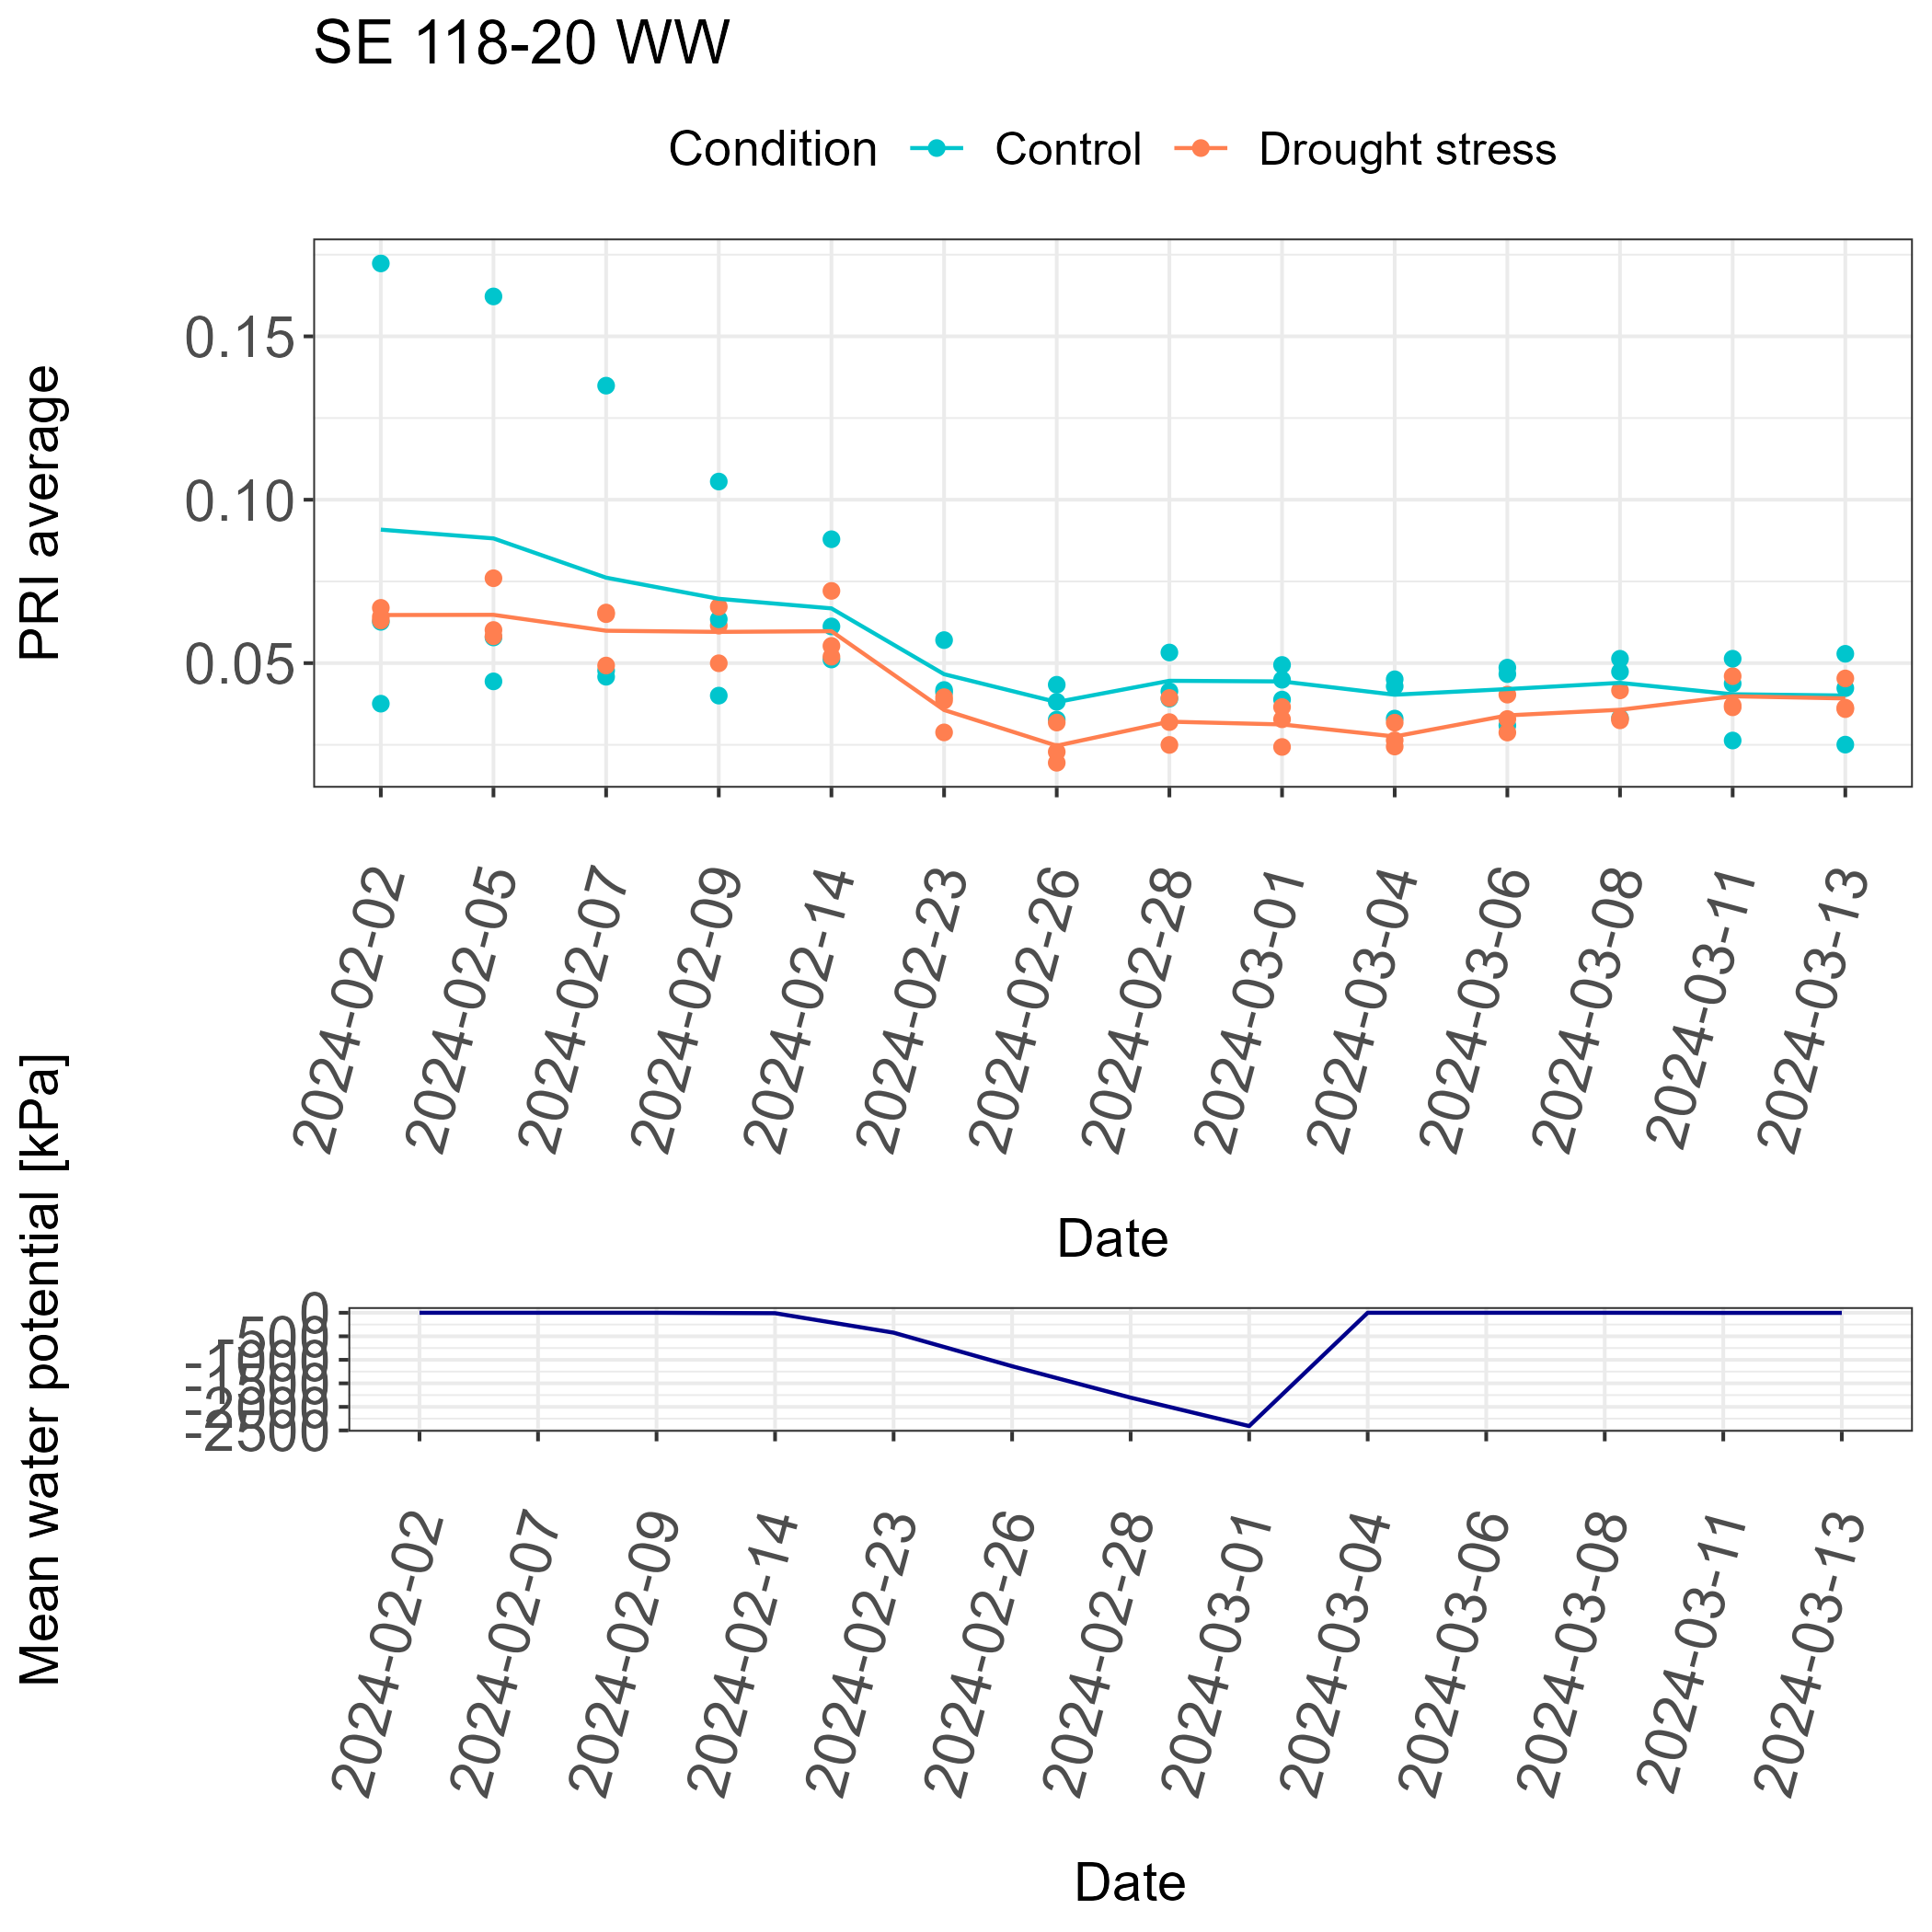 SE 118-20 WW
Condition Control Drought stress
PRI average
0.15
0.10
0.05
2024-02-02 2024-02-05 2024-02-07 2024-02-09 2024-02-14 2024-02-23 2024-02-26 2024-02-28 2024-03-01 2024-03-04 2024-03-06 2024-03-08 2024-03-11 2024-03-13
Date
Mean water potential [kPa]
0
-500
-1000
-1500
-2000
-2500
2024-02-02 2024-02-07 2024-02-09 2024-02-14 2024-02-23 2024-02-26 2024-02-28 2024-03-01 2024-03-04 2024-03-06 2024-03-08 2024-03-11 2024-03-13
Date